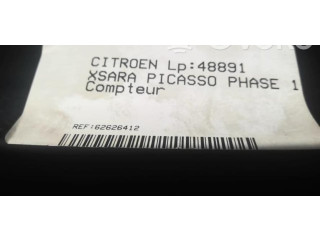 CITROEN Lp:48891
XSARA PICASSO PHASE 1
Compteur
REF:62626412